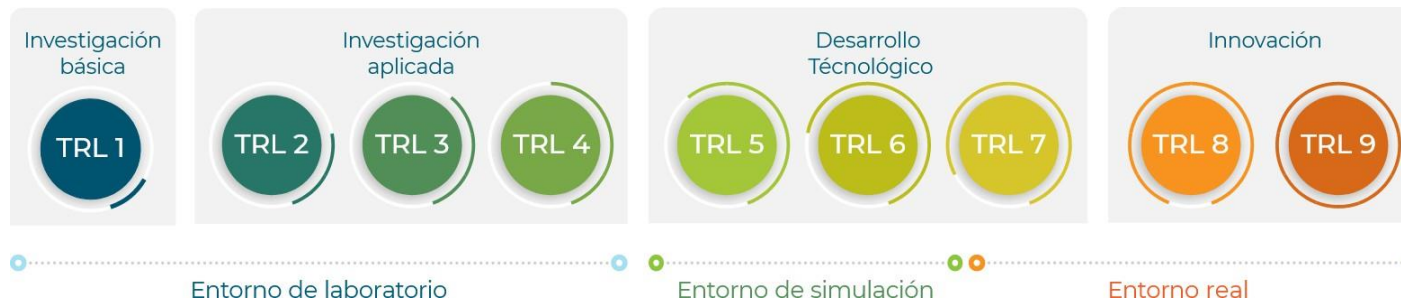 Investigación
básica
Investigación
aplicada
Desarrollo
Técnológico
Innovación
TRL 1
TRL 2
TRL 3
TRL 4
TRL 5
TRL 6
TRL 7
TRL 8
TRL 9
Entorno de laboratorio
Entorno de simulación
Entorno real